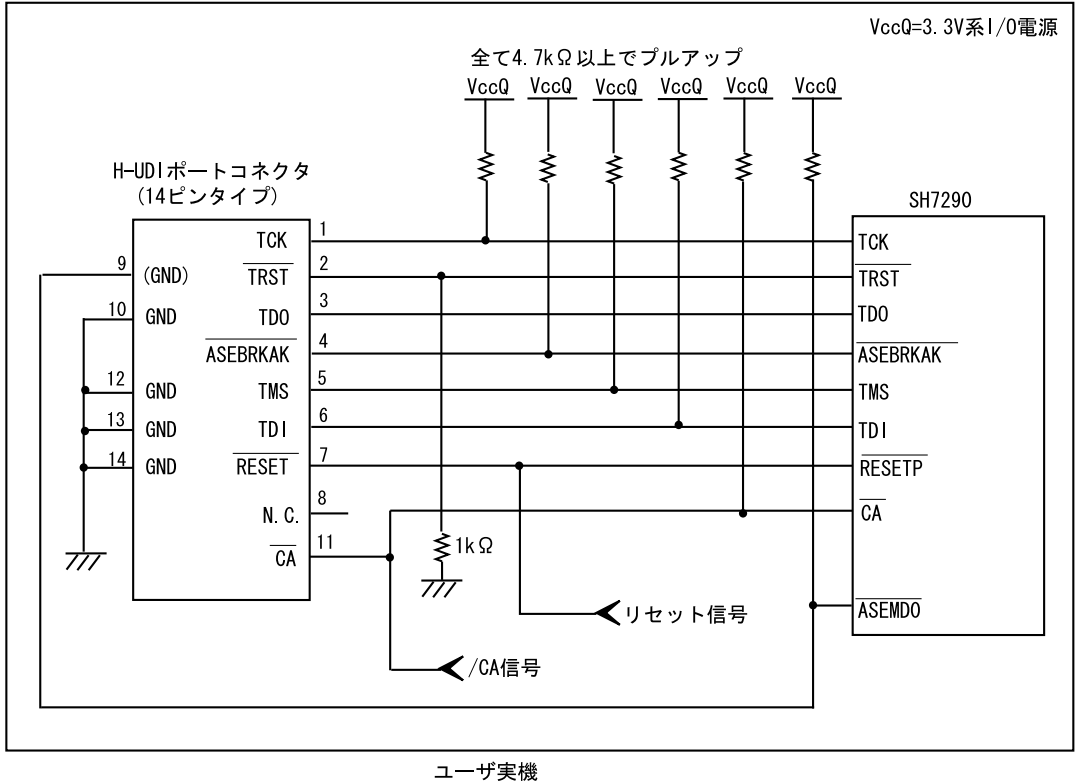 VccQ=3.3V系I/O電源
全て4.7kΩ以上でプルアップ
VccQ VccQ VccQ VccQ VccQ VccQ
H-UDIポートコネクタ
(14ピンタイプ)
SH7290
TCK 1 TCK
9 (GND) TRST 2 TRST
10 GND TDO 3 TDO
ASEBRKAK 4 ASEBRKAK
12 GND TMS 5 TMS
13 GND TDI 6 TDI
14 GND RESET 7 RESETP
N.C. 8 CA
CA 11 1kΩ
リセット信号 ASEMDO
/CA信号
ユーザ実機